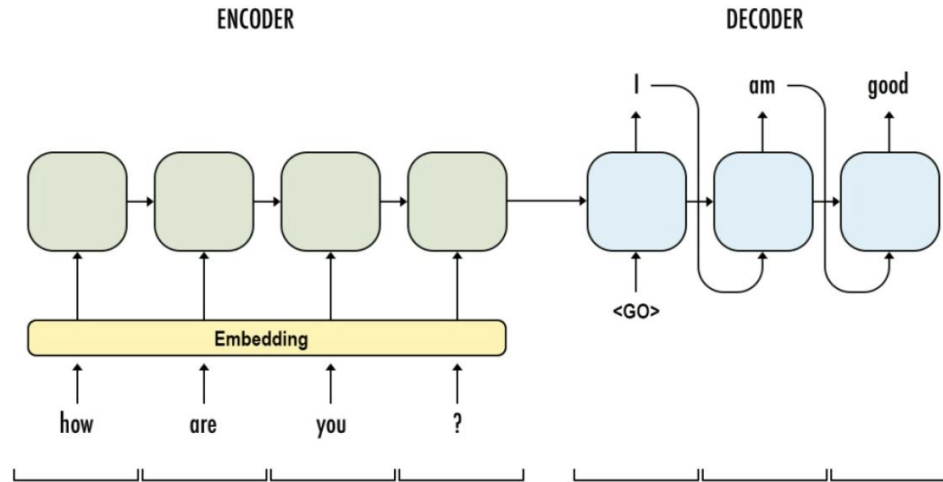 ENCODER DECODER
I am good
<GO>
Embedding
how are you ?